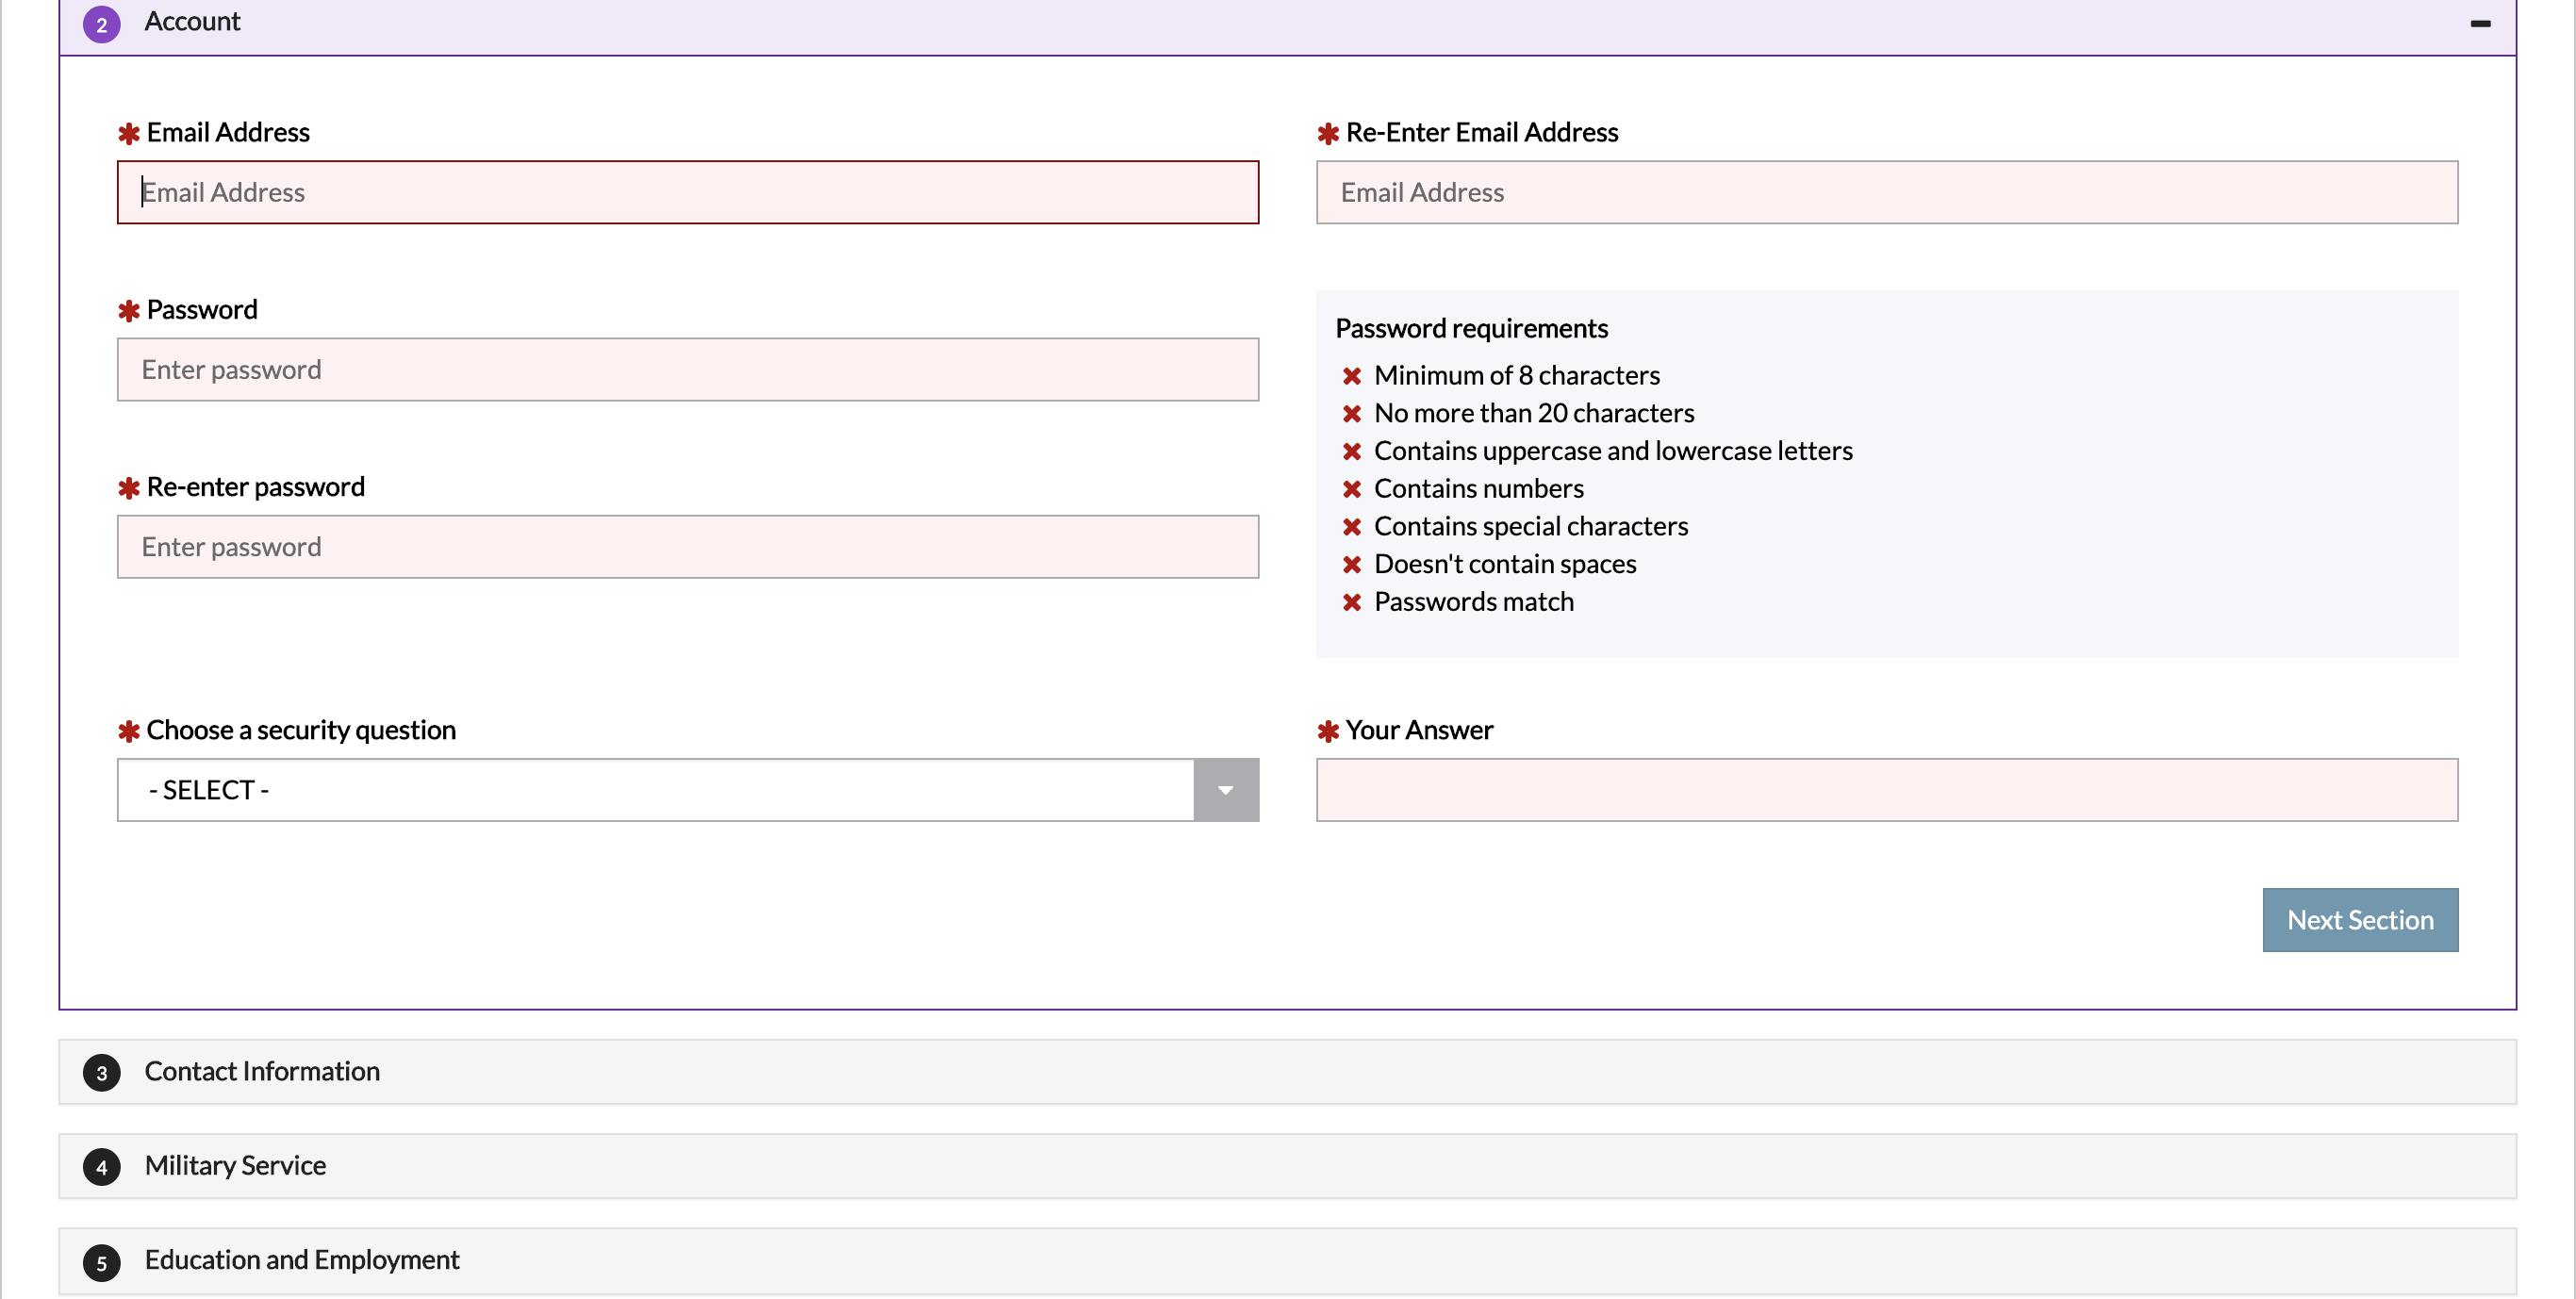 2 Account
* Email Address
Email Address
* Re-Enter Email Address
Email Address
* Password
Enter password
* Re-enter password
Enter password
Password requirements
✖ Minimum of 8 characters
✖ No more than 20 characters
✖ Contains uppercase and lowercase letters
✖ Contains numbers
✖ Contains special characters
✖ Doesn't contain spaces
✖ Passwords match
* Choose a security question
- SELECT -
* Your Answer
Next Section
3 Contact Information
4 Military Service
5 Education and Employment